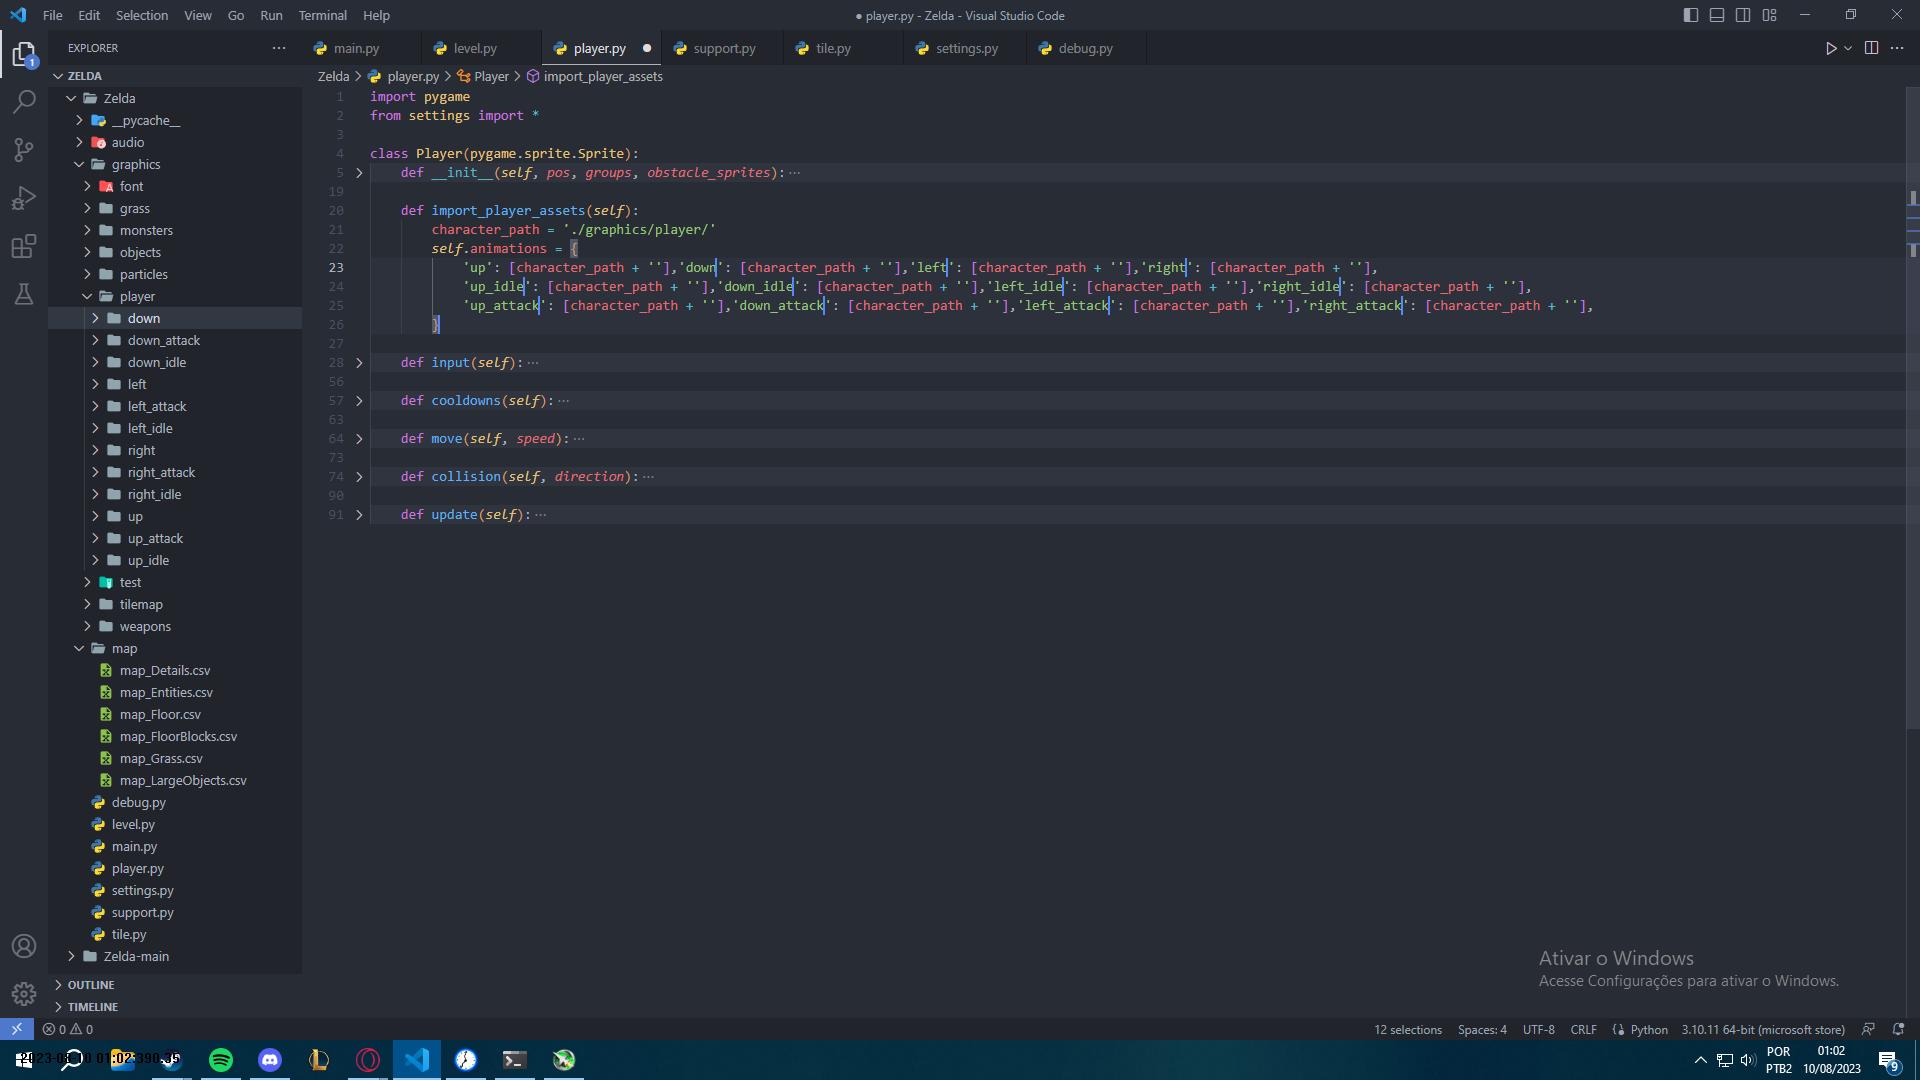 File Edit Selection View Go Run Terminal Help
● player.py - Zelda - Visual Studio Code
EXPLORER
main.py level.py player.py support.py tile.py settings.py debug.py
1
ZELDA
Zelda
__pycache__
audio
graphics
font
grass
monsters
objects
particles
player
down
down_attack
down_idle
left
left_attack
left_idle
right
right_attack
right_idle
up
up_attack
up_idle
test
tilemap
weapons
map
map_Details.csv
map_Entities.csv
map_Floor.csv
map_FloorBlocks.csv
map_Grass.csv
map_LargeObjects.csv
debug.py
level.py
main.py
player.py
settings.py
support.py
tile.py
Zelda-main
OUTLINE
TIMELINE
Zelda > player.py > Player > import_player_assets
1 import pygame
2 from settings import *
3
4 class Player(pygame.sprite.Sprite):
5 def __init__(self, pos, groups, obstacle_sprites):···
19
20 def import_player_assets(self):
21 character_path = './graphics/player/'
22 self.animations = {
23 'up': [character_path + ''],'down': [character_path + ''],'left': [character_path + ''],'right': [character_path + ''],
24 'up_idle': [character_path + ''],'down_idle': [character_path + ''],'left_idle': [character_path + ''],'right_idle': [character_path + ''],
25 'up_attack': [character_path + ''],'down_attack': [character_path + ''],'left_attack': [character_path + ''],'right_attack': [character_path + ''],
26 }
27
28 def input(self):···
56
57 def cooldowns(self):···
63
64 def move(self, speed):···
73
74 def collision(self, direction):···
90
91 def update(self):···
Ativar o Windows
Acesse Configurações para ativar o Windows.
0 0
12 selections Spaces: 4 UTF-8 CRLF Python 3.10.11 64-bit (microsoft store)
POR
PTB2
01:02
10/08/2023
9